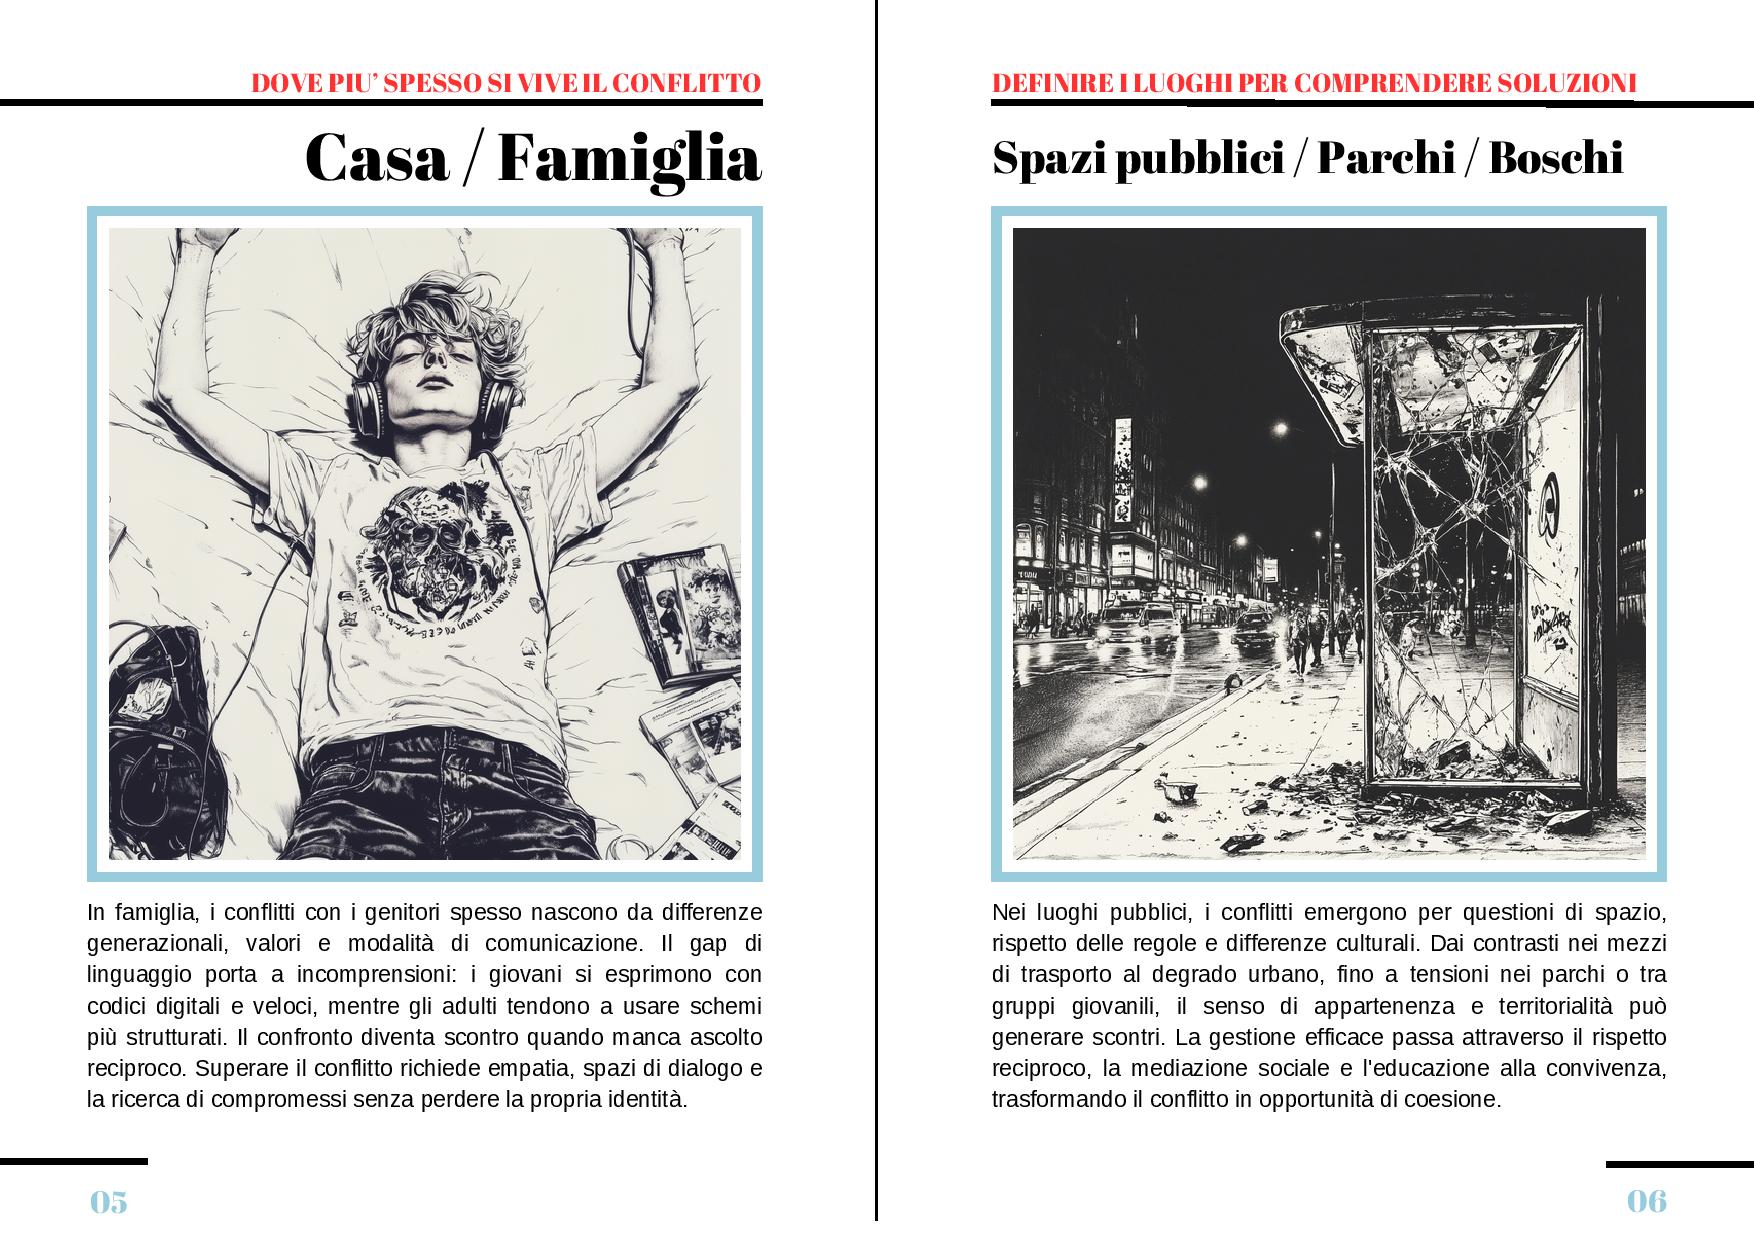 DOVE PIU’ SPESSO SI VIVE IL CONFLITTO
Casa / Famiglia
In famiglia, i conflitti con i genitori spesso nascono da differenze
generazionali, valori e modalità di comunicazione. Il gap di
linguaggio porta a incomprensioni: i giovani si esprimono con
codici digitali e veloci, mentre gli adulti tendono a usare schemi
più strutturati. Il confronto diventa scontro quando manca ascolto
reciproco. Superare il conflitto richiede empatia, spazi di dialogo e
la ricerca di compromessi senza perdere la propria identità.
05
DEFINIRE I LUOGHI PER COMPRENDERE SOLUZIONI
Spazi pubblici / Parchi / Boschi
Nei luoghi pubblici, i conflitti emergono per questioni di spazio,
rispetto delle regole e differenze culturali. Dai contrasti nei mezzi
di trasporto al degrado urbano, fino a tensioni nei parchi o tra
gruppi giovanili, il senso di appartenenza e territorialità può
generare scontri. La gestione efficace passa attraverso il rispetto
reciproco, la mediazione sociale e l'educazione alla convivenza,
trasformando il conflitto in opportunità di coesione.
06